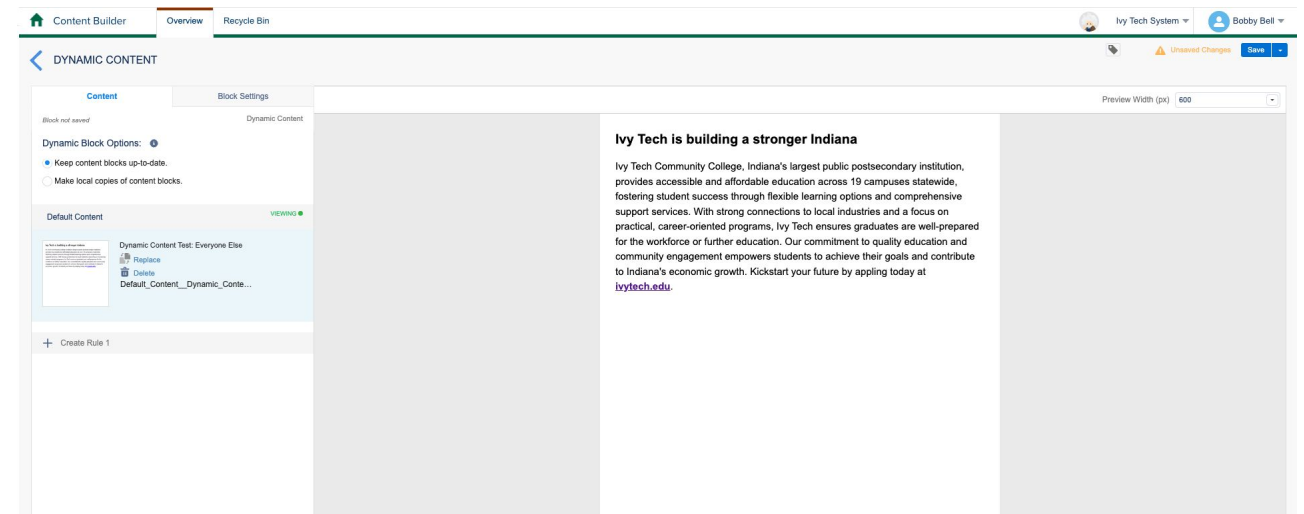 Content Builder Overview Recycle Bin Ivy Tech System Bobby Bell
DYNAMIC CONTENT Unsaved Changes Save
Content Block Settings Preview Width (px) 600
Block not saved Dynamic Content
Dynamic Block Options:
Keep content blocks up-to-date.
Make local copies of content blocks.
Default Content VIEWING
Dynamic Content Test: Everyone Else
Replace
Delete
Default_Content__Dynamic_Conte...
Create Rule 1
Ivy Tech is building a stronger Indiana
Ivy Tech Community College, Indiana's largest public postsecondary institution,
provides accessible and affordable education across 19 campuses statewide,
fostering student success through flexible learning options and comprehensive
support services. With strong connections to local industries and a focus on
practical, career-oriented programs, Ivy Tech ensures graduates are well-prepared
for the workforce or further education. Our commitment to quality education and
community engagement empowers students to achieve their goals and contribute
to Indiana's economic growth. Kickstart your future by appling today at
ivytech.edu.